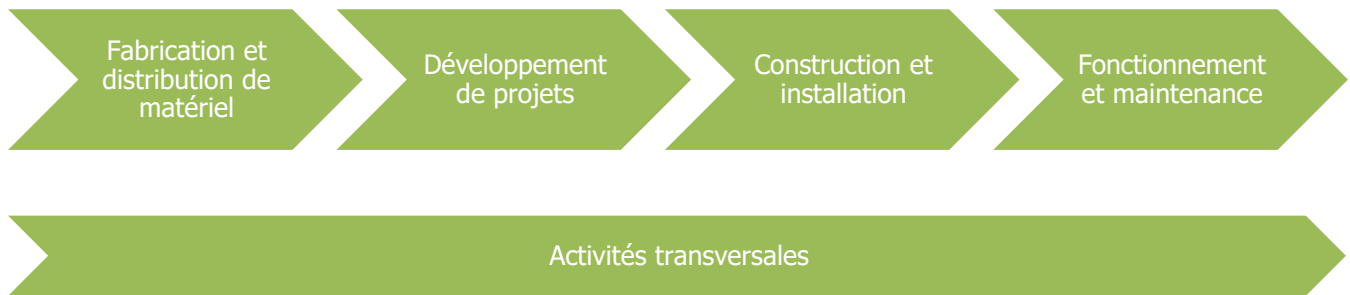 Fabrication et
distribution de
matériel
Développement
de projets
Construction et
installation
Fonctionnement
et maintenance
Activités transversales